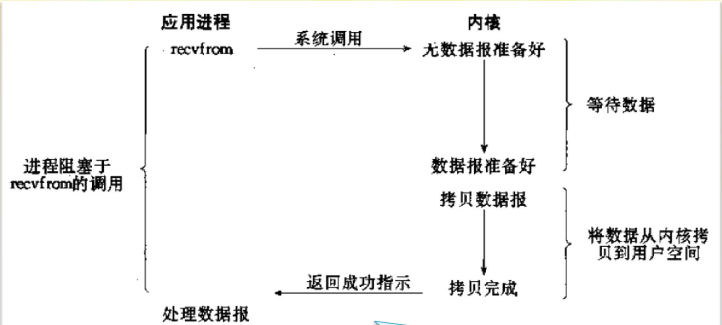 应用进程
内核
recvfrom
系统调用
无数据报准备好
等待数据
进程阻塞于
recvfrom的调用
数据报准备好
拷贝数据报
将数据从内核拷
贝到用户空间
返回成功指示
拷贝完成
处理数据报